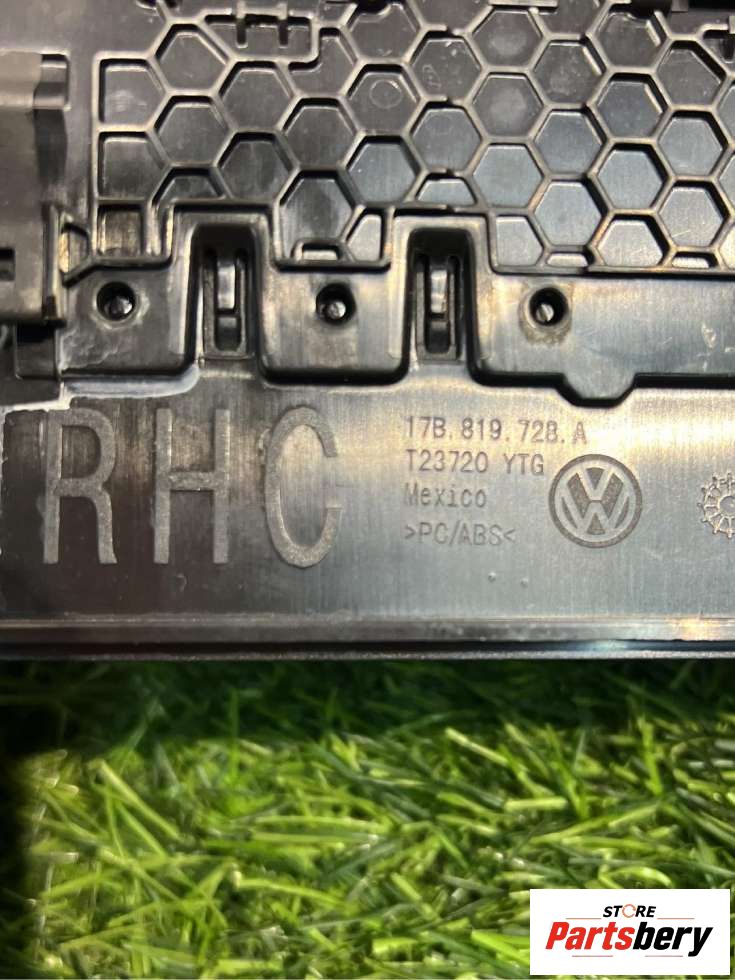 RHC
17B.819.728.A
T23720 YTG
Mexico
>PC/ABS<
STORE
Partsbery